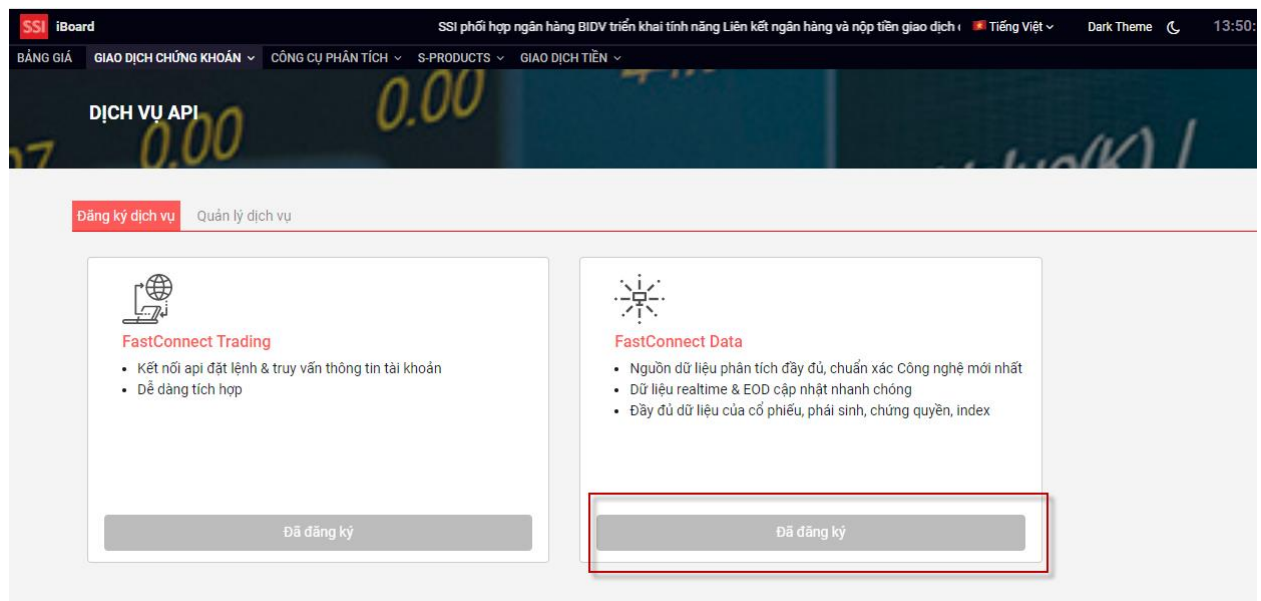 SSI iBoard SSI phối hợp ngân hàng BIDV triển khai tính năng Liên kết ngân hàng và nộp tiền giao dịch Tiếng Việt Dark Theme 13:50:
BẢNG GIÁ GIAO DỊCH CHỨNG KHOÁN CÔNG CỤ PHÂN TÍCH S-PRODUCTS GIAO DỊCH TIỀN
DỊCH VỤ API
0.00
0.00
Đăng ký dịch vụ Quản lý dịch vụ
FastConnect Trading
• Kết nối api đặt lệnh & truy vấn thông tin tài khoản
• Dễ dàng tích hợp
Đã đăng ký
FastConnect Data
• Nguồn dữ liệu phân tích đầy đủ, chuẩn xác Công nghệ mới nhất
• Dữ liệu realtime & EOD cập nhật nhanh chóng
• Đầy đủ dữ liệu của cổ phiếu, phái sinh, chứng quyền, index
Đã đăng ký